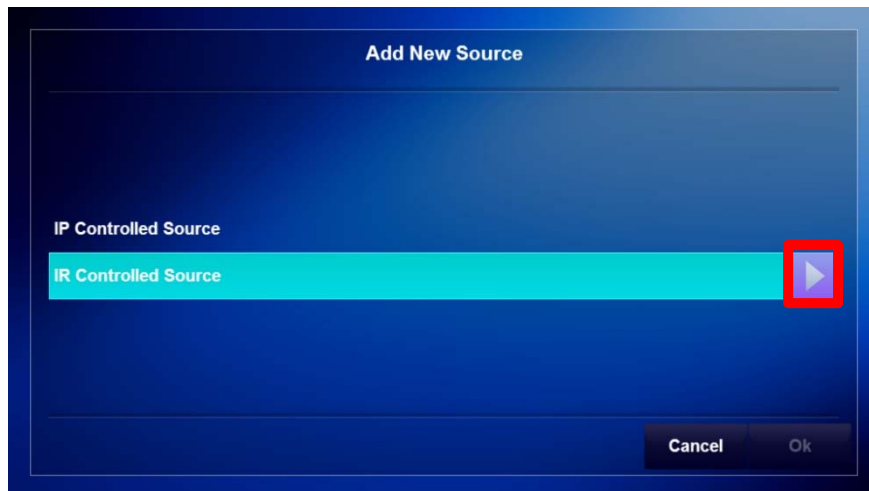 Add New Source
IP Controlled Source
IR Controlled Source
Cancel
Ok